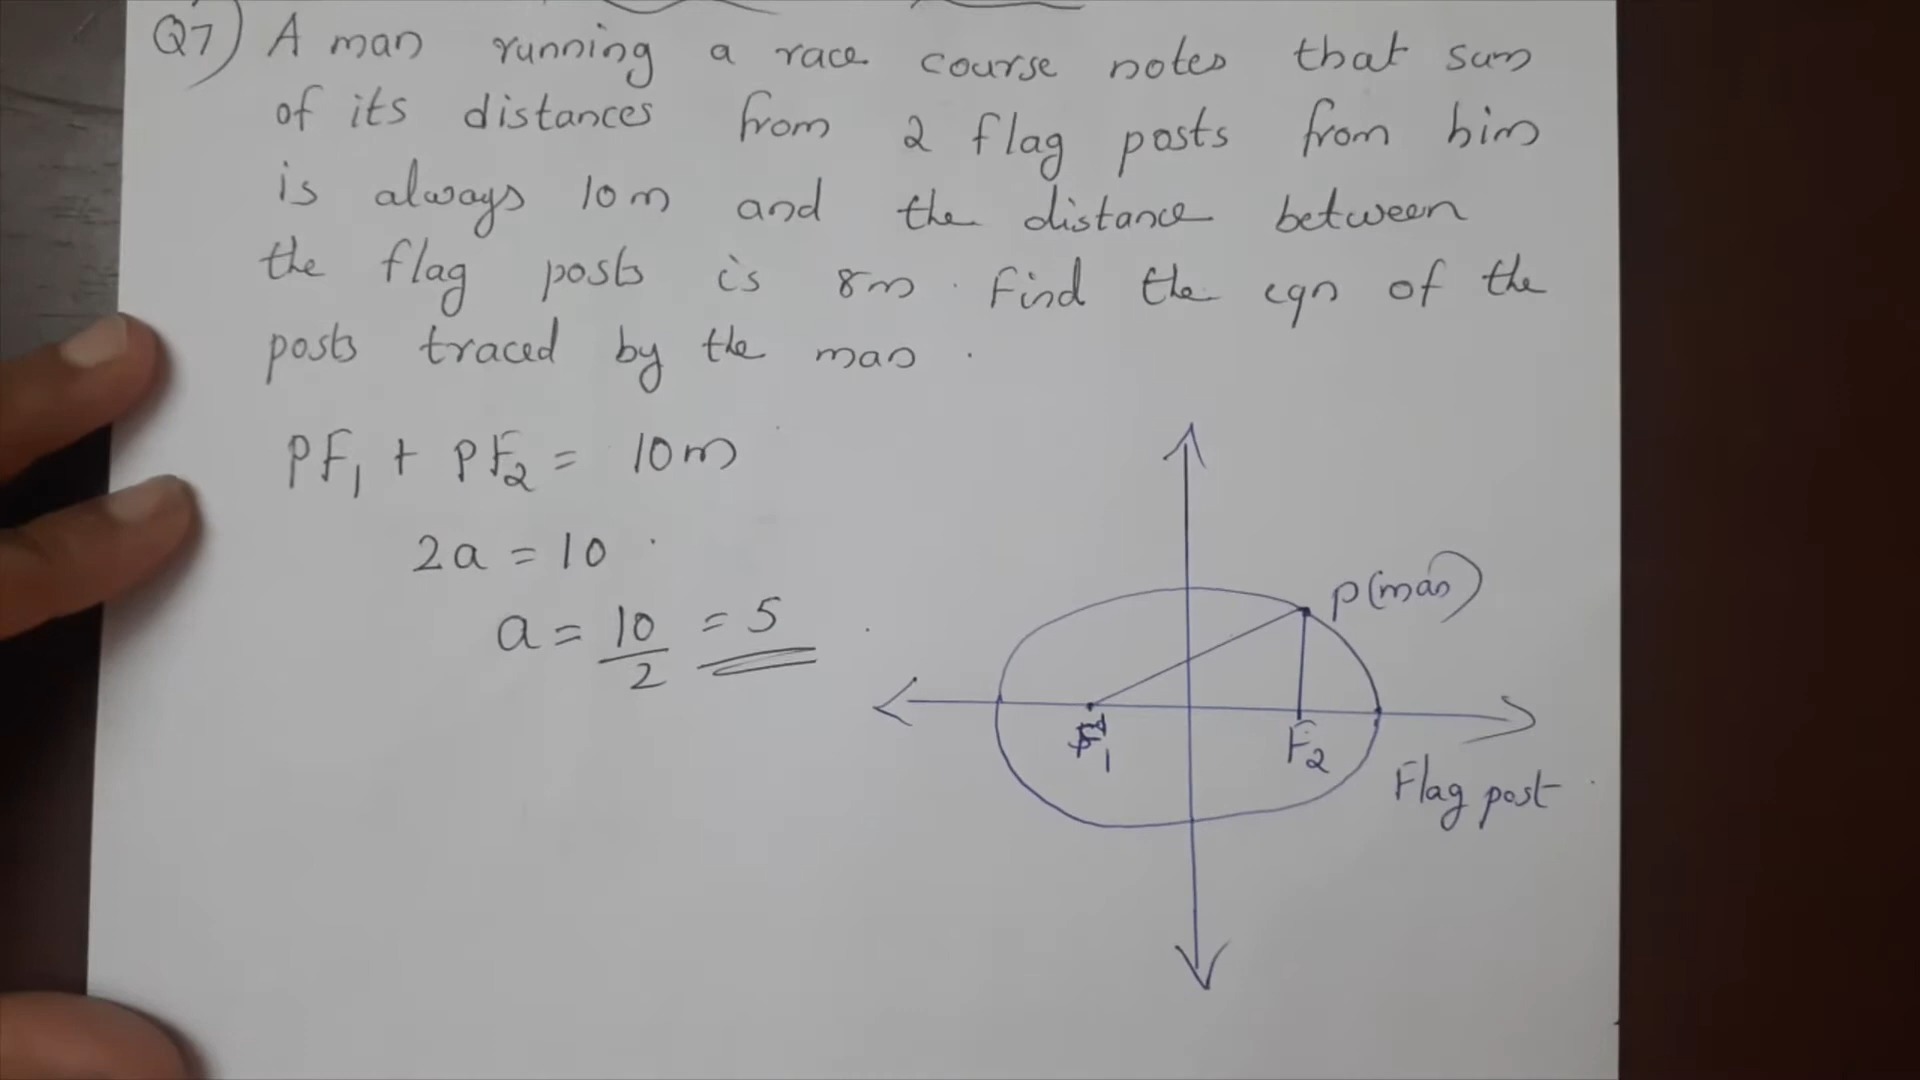 Q7) A man running a race course notes that sum
of its distances from 2 flag posts from him
is always 10m and the distance between
the flag posts is 8m. Find the eqn of the
posts traced by the man.
PF₁ + PF₂ = 10m
2a = 10
a = 10/2 = 5
P(man)
F₁
F₂
Flag post